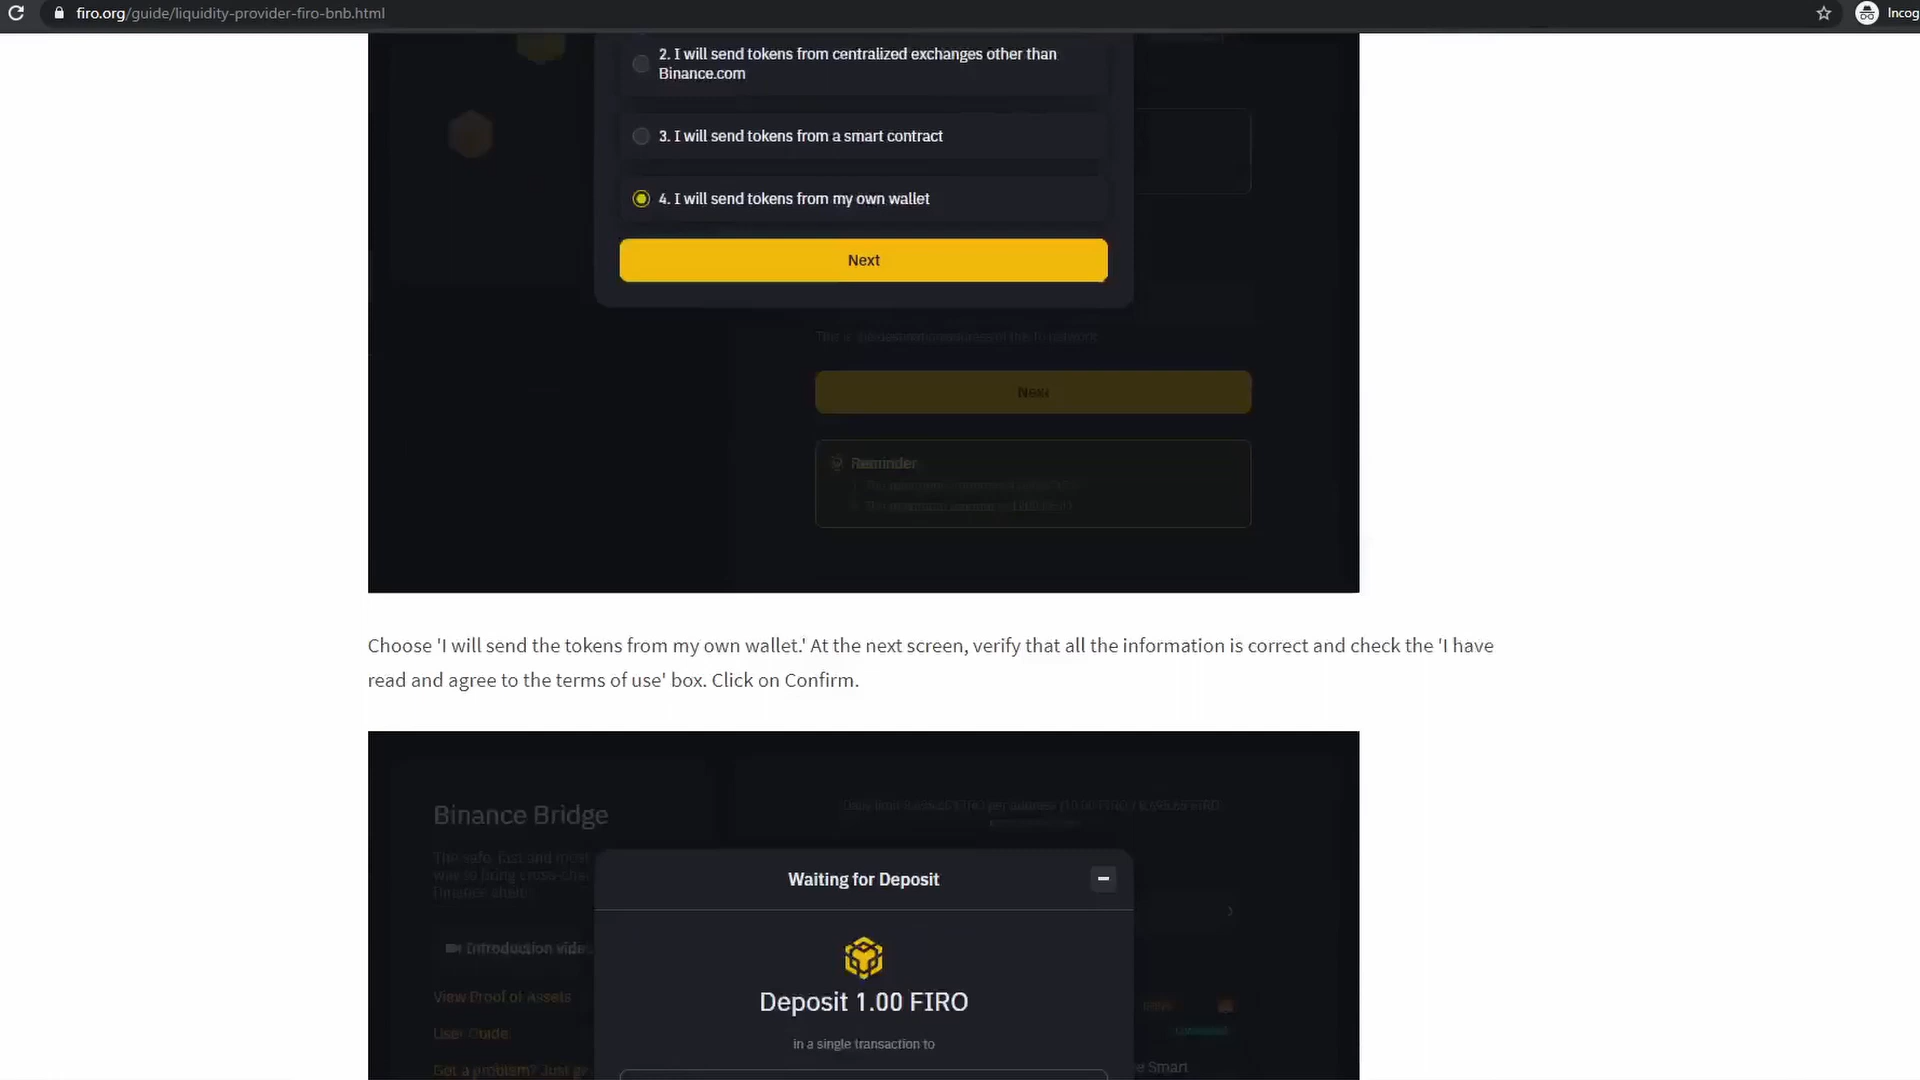 firo.org/guide/liquidity-provider-firo-bnb.html
Incog
2. I will send tokens from centralized exchanges other than
Binance.com
3. I will send tokens from a smart contract
4. I will send tokens from my own wallet
Next
Next
Reminder
Choose 'I will send the tokens from my own wallet.' At the next screen, verify that all the information is correct and check the 'I have
read and agree to the terms of use' box. Click on Confirm.
Binance Bridge
Waiting for Deposit
Introduction vide
Deposit 1.00 FIRO
View Proof of Assets
User Guide
in a single transaction to
Got a problem? Just ge
e Smart